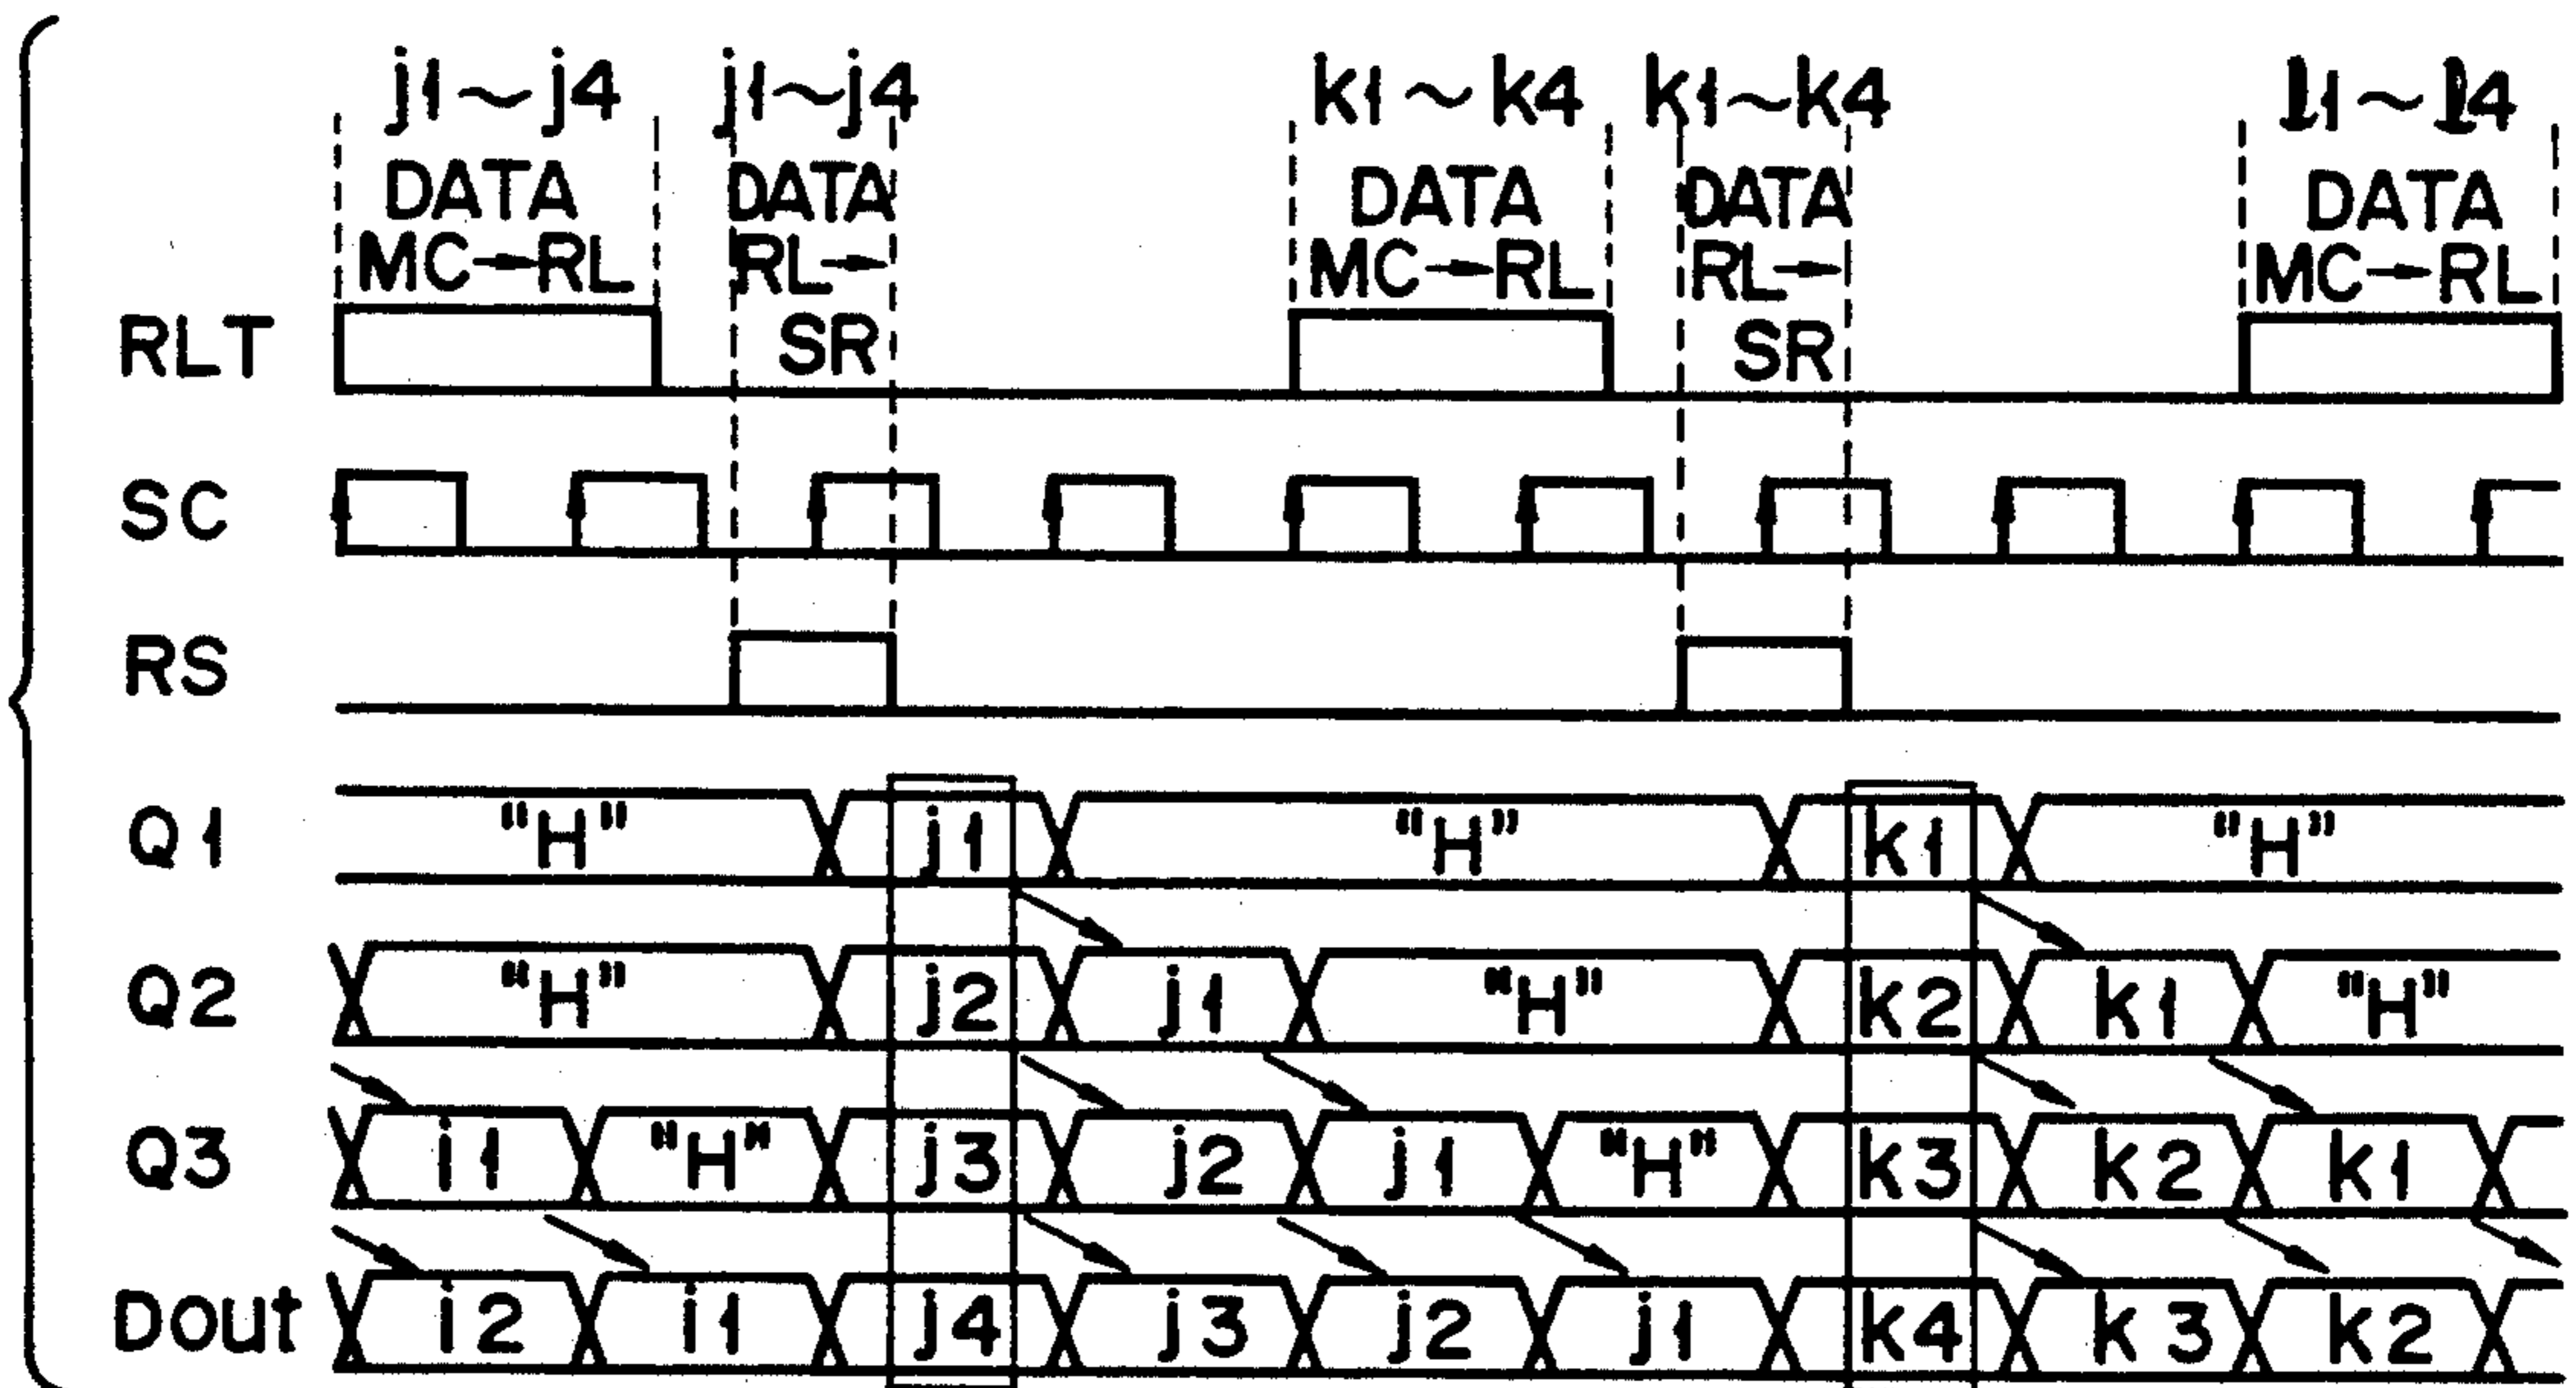 j1~j4 j1~j4 k1~k4 k1~k4 l1~l4
DATA DATA DATA DATA DATA
MC→RL RL→ MC→RL RL→ MC→RL
RLT SR SR
SC
RS
Q1 "H" j1 "H" k1 "H"
Q2 "H" j2 j1 "H" k2 k1 "H"
Q3 i1 "H" j3 j2 j1 "H" k3 k2 k1
Dout i2 i1 j4 j3 j2 j1 k4 k3 k2